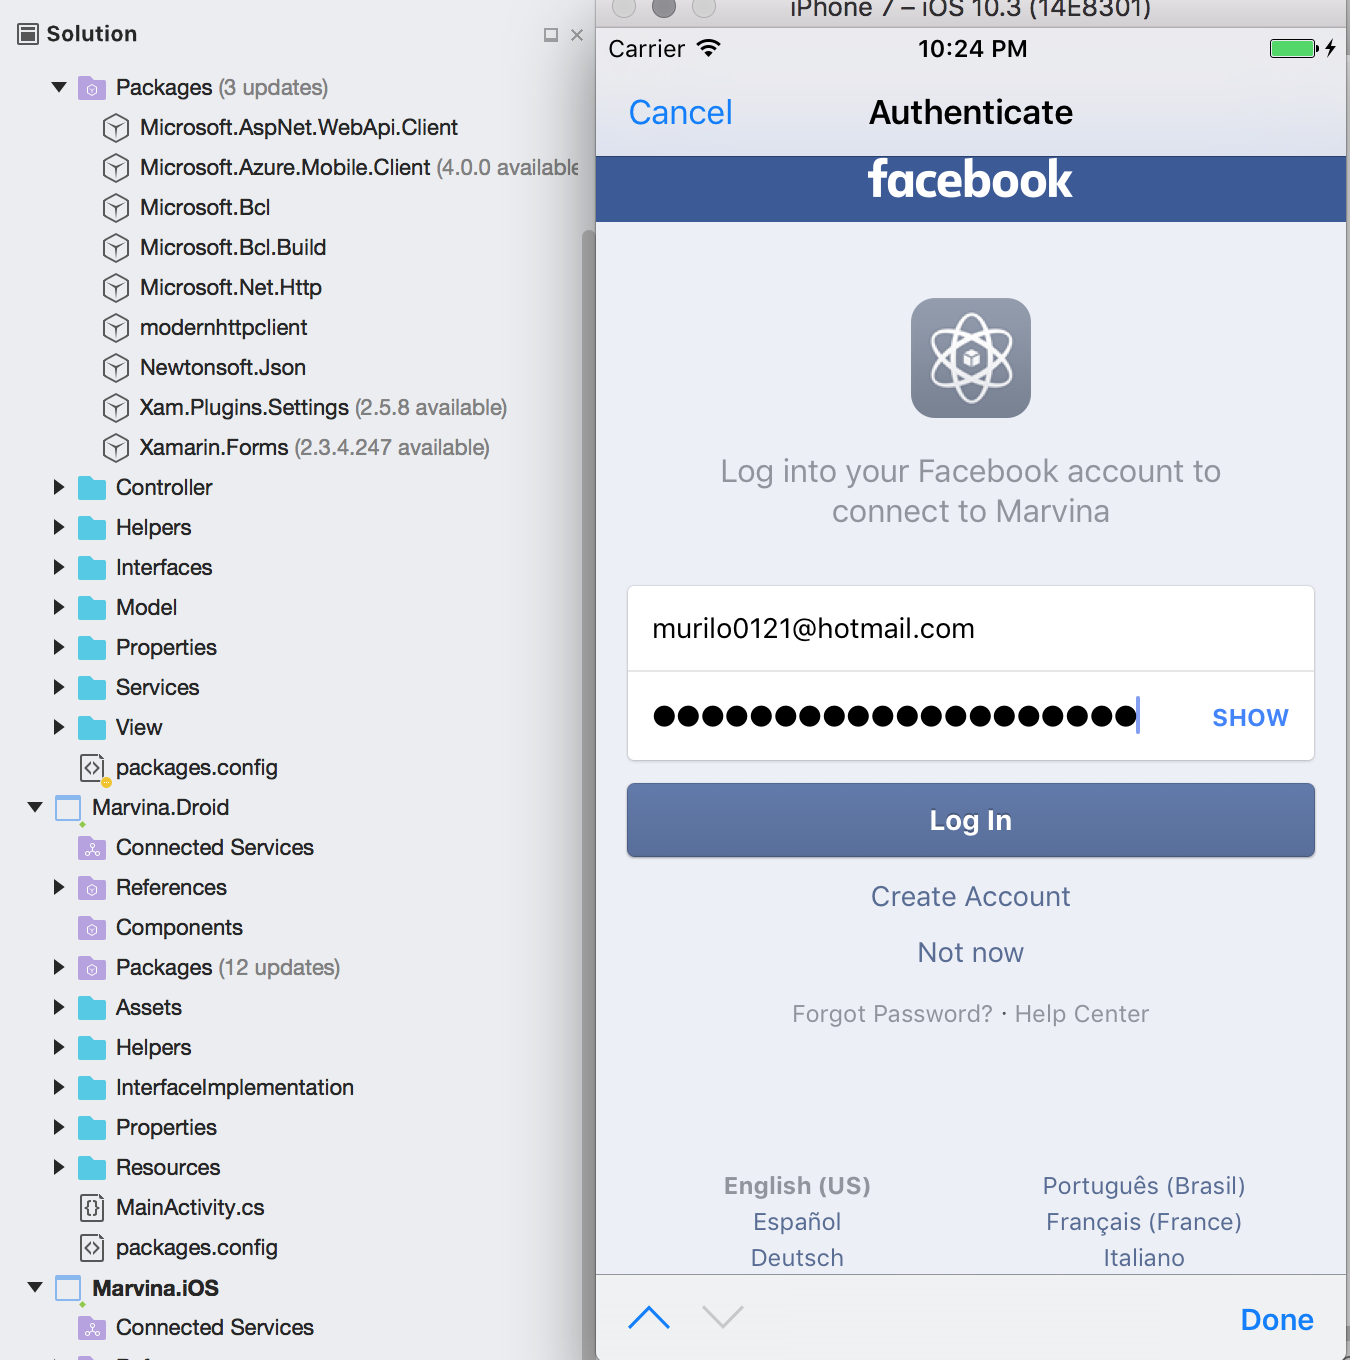 Solution
Packages (3 updates)
Microsoft.AspNet.WebApi.Client
Microsoft.Azure.Mobile.Client (4.0.0 available
Microsoft.Bcl
Microsoft.Bcl.Build
Microsoft.Net.Http
modernhttpclient
Newtonsoft.Json
Xam.Plugins.Settings (2.5.8 available)
Xamarin.Forms (2.3.4.247 available)
Controller
Helpers
Interfaces
Model
Properties
Services
View
packages.config
Marvina.Droid
Connected Services
References
Components
Packages (12 updates)
Assets
Helpers
InterfaceImplementation
Properties
Resources
MainActivity.cs
packages.config
Marvina.iOS
Connected Services
iPhone 7 – iOS 10.3 (14E8301)
Carrier 10:24 PM
Cancel Authenticate
facebook
Log into your Facebook account to
connect to Marvina
murilo0121@hotmail.com
●●●●●●●●●●●●●●●●●●●● SHOW
Log In
Create Account
Not now
Forgot Password? · Help Center
English (US) Português (Brasil)
Español Français (France)
Deutsch Italiano
Done